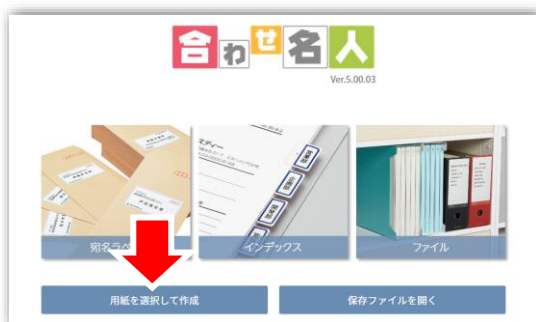 合わせ名人
Ver.5.00.03
インデックス
ファイル
用紙を選択して作成
保存ファイルを開く